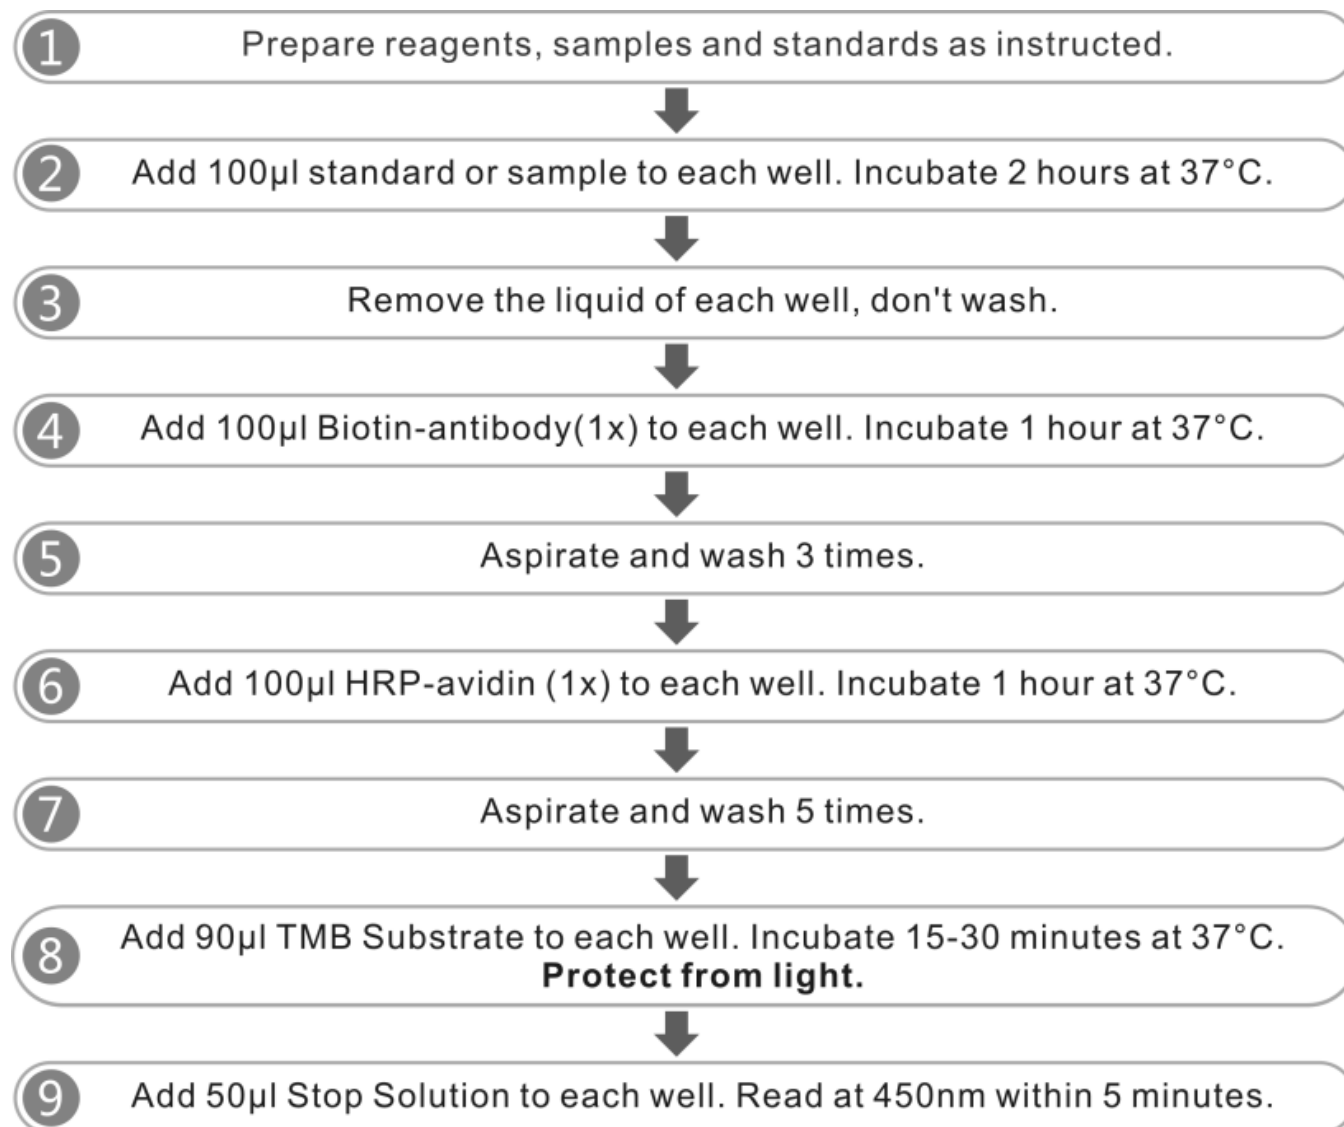 1
Prepare reagents, samples and standards as instructed.
2
Add 100µl standard or sample to each well. Incubate 2 hours at 37°C.
3
Remove the liquid of each well, don't wash.
4
Add 100µl Biotin-antibody(1x) to each well. Incubate 1 hour at 37°C.
5
Aspirate and wash 3 times.
6
Add 100µl HRP-avidin (1x) to each well. Incubate 1 hour at 37°C.
7
Aspirate and wash 5 times.
8
Add 90µl TMB Substrate to each well. Incubate 15-30 minutes at 37°C.
Protect from light.
9
Add 50µl Stop Solution to each well. Read at 450nm within 5 minutes.